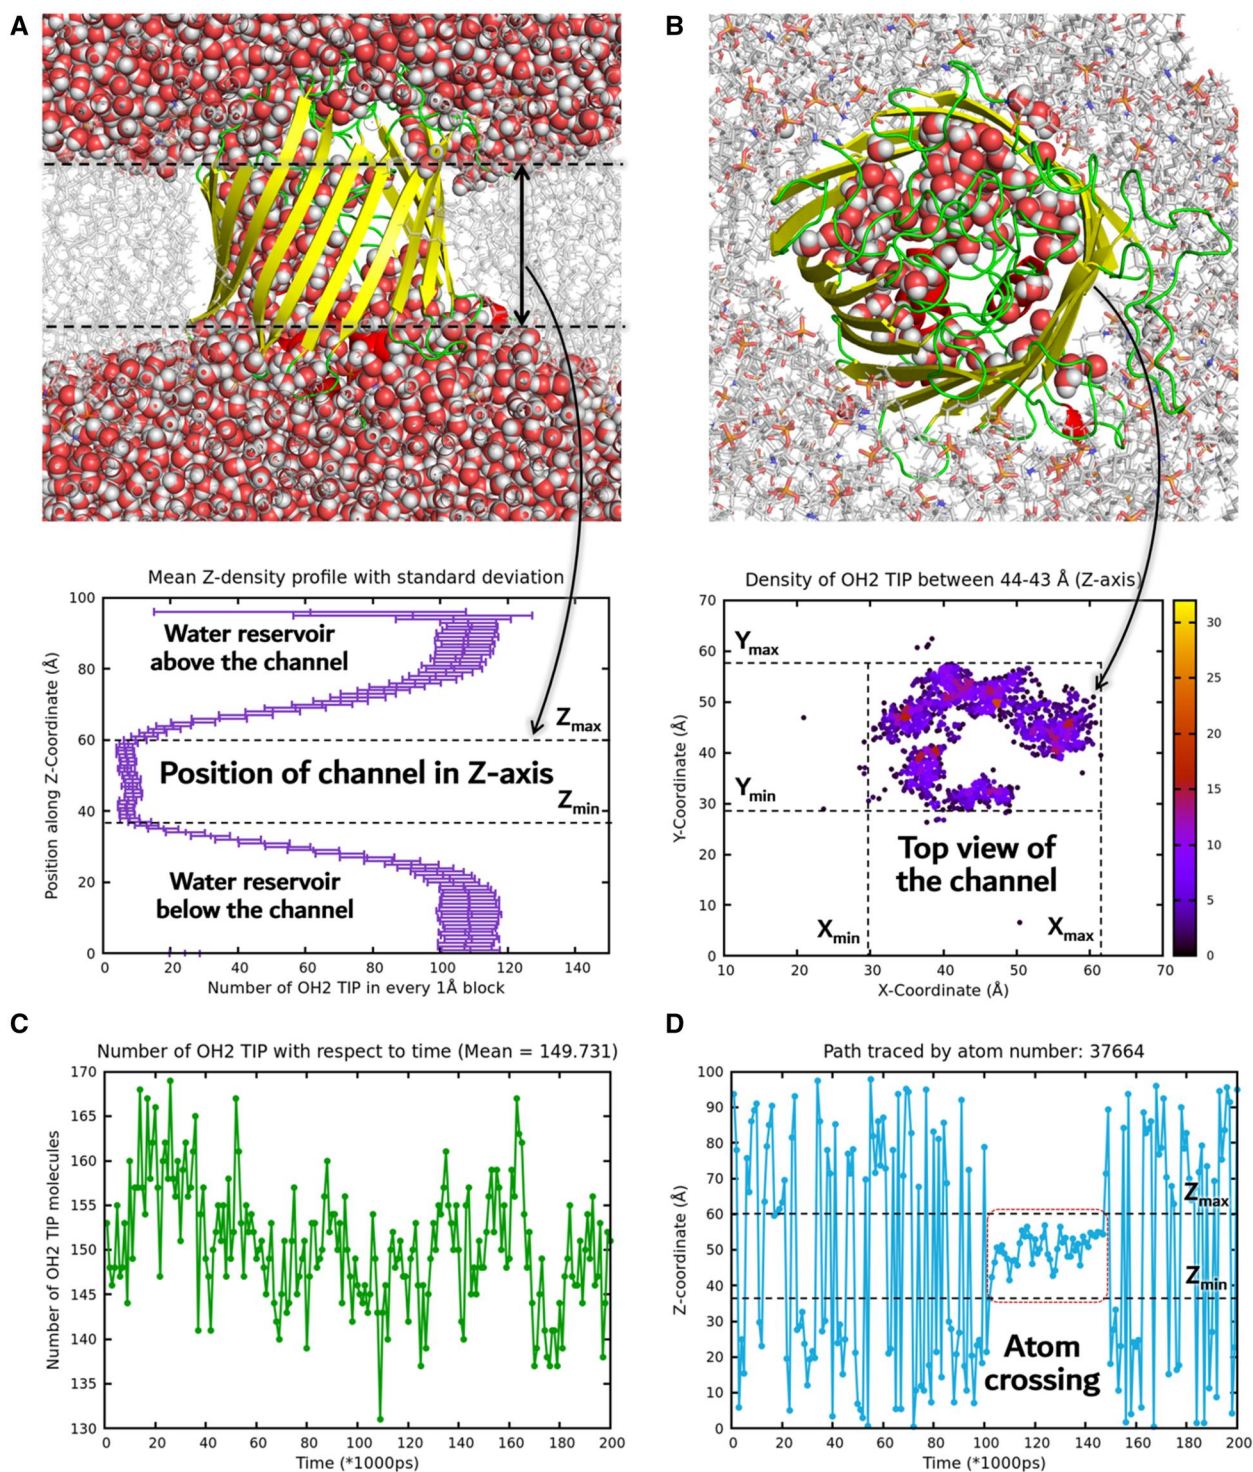 A
B
Mean Z-density profile with standard deviation
100
80
60
40
20
0
Position along Z-Coordinate (Å)
Water reservoir
above the channel
Zmax
Position of channel in Z-axis
Zmin
Water reservoir
below the channel
0 20 40 60 80 100 120 140
Number of OH2 TIP in every 1Å block
Density of OH2 TIP between 44-43 Å (Z-axis)
70
60
50
40
30
20
10
0
Y-Coordinate (Å)
Ymax
Ymin
Top view of
the channel
Xmin
Xmax
10 20 30 40 50 60 70
X-Coordinate (Å)
30
25
20
15
10
5
0
C
Number of OH2 TIP with respect to time (Mean = 149.731)
170
165
160
155
150
145
140
135
130
Number of OH2 TIP molecules
0 20 40 60 80 100 120 140 160 180 200
Time (*1000ps)
D
Path traced by atom number: 37664
100
90
80
70
60
50
40
30
20
10
0
Z-coordinate (Å)
Zmax
Zmin
Atom
crossing
0 20 40 60 80 100 120 140 160 180 200
Time (*1000ps)